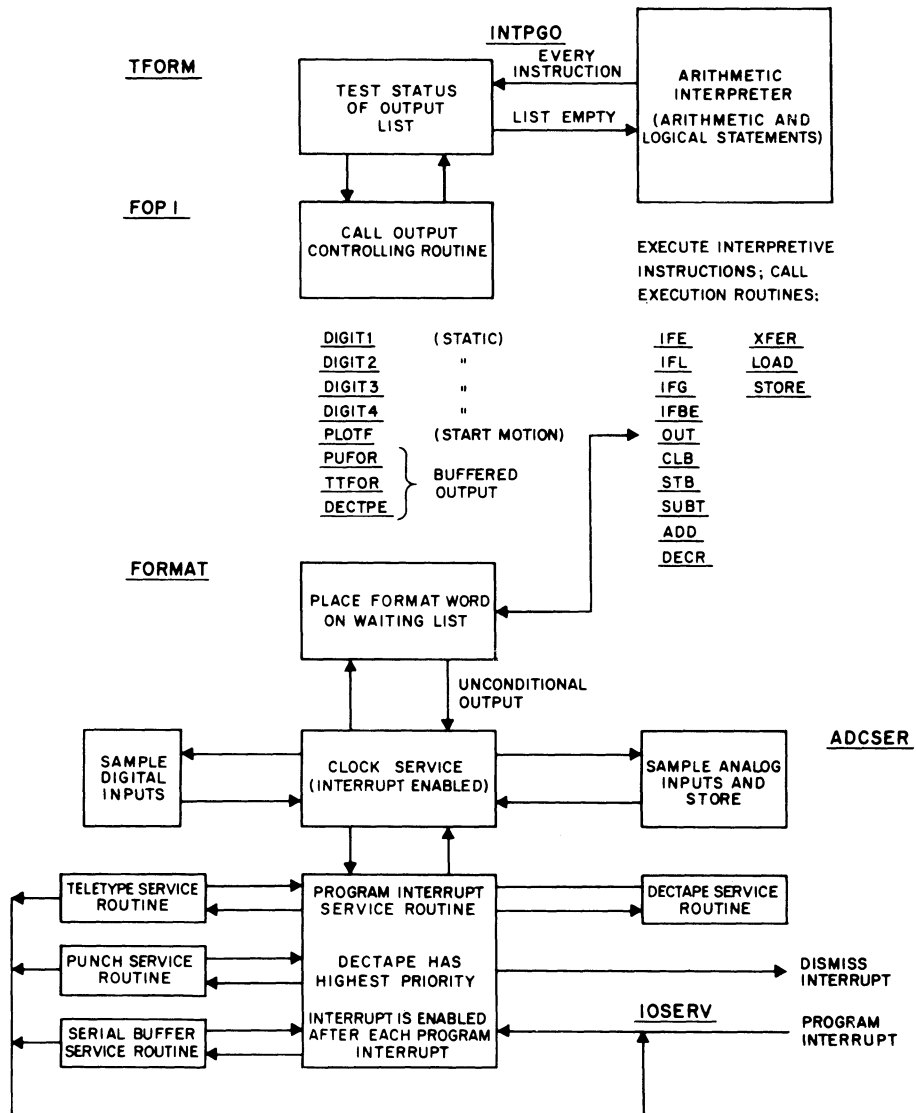 INTPGO
TFORM
EVERY
INSTRUCTION
TEST STATUS
OF OUTPUT
LIST
LIST EMPTY
ARITHMETIC
INTERPRETER
(ARITHMETIC AND
LOGICAL STATEMENTS)
FOP I
CALL OUTPUT
CONTROLLING ROUTINE
EXECUTE INTERPRETIVE
INSTRUCTIONS; CALL
EXECUTION ROUTINES;
DIGIT1 (STATIC)
DIGIT2 "
DIGIT3 "
DIGIT4 "
PLOTF (START MOTION)
PUFOR
TTFOR
DECTPE
BUFFERED
OUTPUT
IFE XFER
IFL LOAD
IFG STORE
IFBE
OUT
CLB
STB
SUBT
ADD
DECR
FORMAT
PLACE FORMAT WORD
ON WAITING LIST
UNCONDITIONAL
OUTPUT
ADCSER
SAMPLE
DIGITAL
INPUTS
CLOCK SERVICE
(INTERRUPT ENABLED)
SAMPLE ANALOG
INPUTS AND
STORE
TELETYPE SERVICE
ROUTINE
PROGRAM INTERRUPT
SERVICE ROUTINE
DECTAPE SERVICE
ROUTINE
PUNCH SERVICE
ROUTINE
DECTAPE HAS
HIGHEST PRIORITY
DISMISS
INTERRUPT
SERIAL BUFFER
SERVICE ROUTINE
INTERRUPT IS ENABLED
AFTER EACH PROGRAM
INTERRUPT
IOSERV
PROGRAM
INTERRUPT